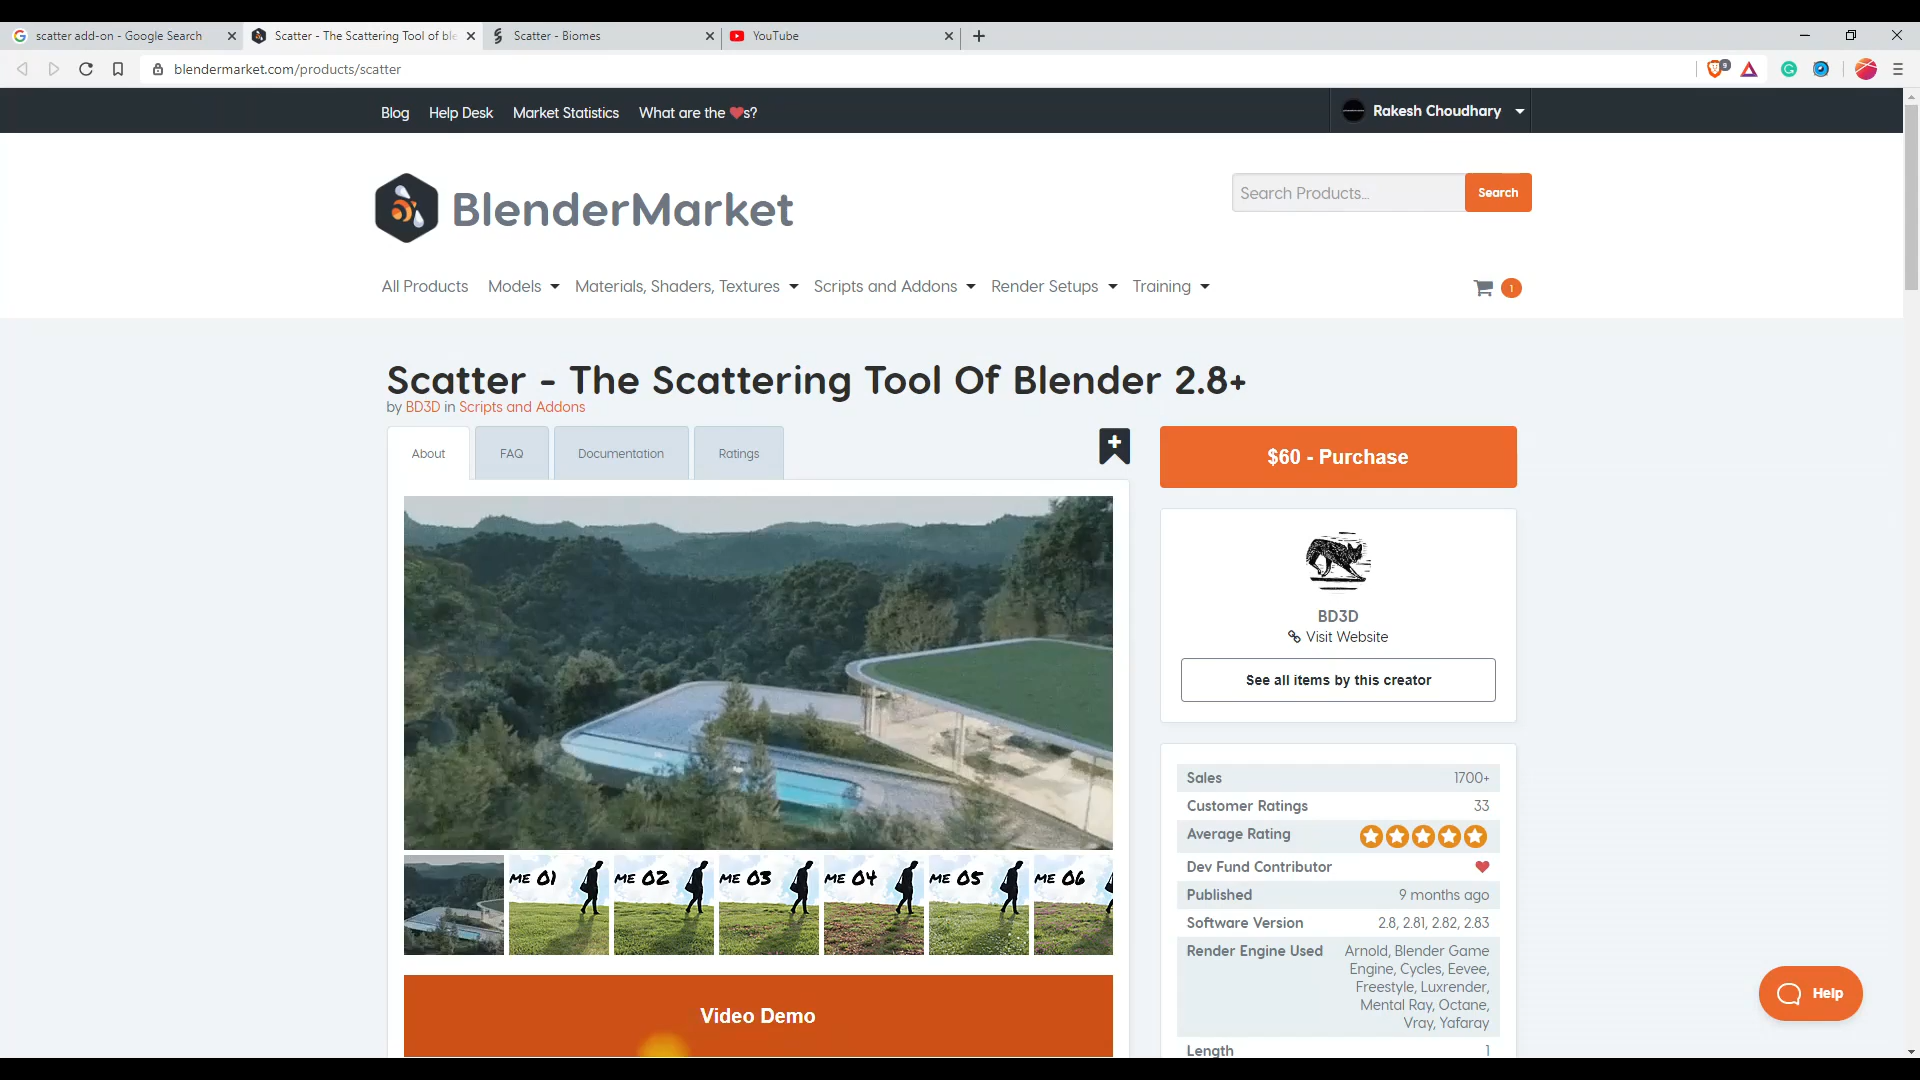 scatter add-on - Google Search
Scatter - The Scattering Tool of ble
Scatter - Biomes
YouTube
blendermarket.com/products/scatter
9
Blog
Help Desk
Market Statistics
What are the ❤s?
Rakesh Choudhary
BlenderMarket
Search Products...
Search
All Products
Models
Materials, Shaders, Textures
Scripts and Addons
Render Setups
Training
1
Scatter - The Scattering Tool Of Blender 2.8+
by BD3D in Scripts and Addons
About
FAQ
Documentation
Ratings
$60 - Purchase
BD3D
Visit Website
See all items by this creator
Sales 1700+
Customer Ratings 33
Average Rating
Dev Fund Contributor
Published 9 months ago
Software Version 2.8, 2.81, 2.82, 2.83
Render Engine Used Arnold, Blender Game
Engine, Cycles, Eevee,
Freestyle, Luxrender,
Mental Ray, Octane,
Vray, Yafaray
Length 1
ME 01
ME 02
ME 03
ME 04
ME 05
ME 06
Video Demo
Help